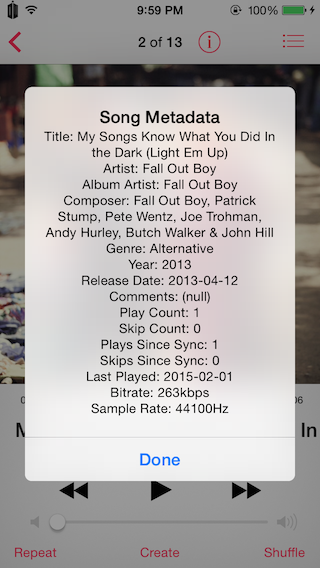 9:59 PM
100%
2 of 13
Song Metadata
Title: My Songs Know What You Did In
the Dark (Light Em Up)
Artist: Fall Out Boy
Album Artist: Fall Out Boy
Composer: Fall Out Boy, Patrick
Stump, Pete Wentz, Joe Trohman,
Andy Hurley, Butch Walker & John Hill
Genre: Alternative
Year: 2013
Release Date: 2013-04-12
Comments: (null)
Play Count: 1
Skip Count: 0
Plays Since Sync: 1
Skips Since Sync: 0
Last Played: 2015-02-01
Bitrate: 263kbps
Sample Rate: 44100Hz
In
Done
Repeat Create Shuffle